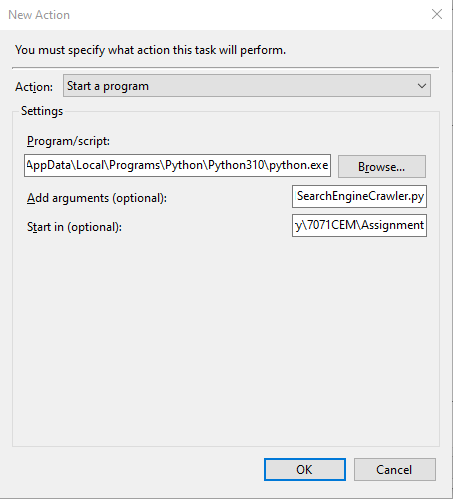 New Action
You must specify what action this task will perform.
Action: Start a program
Settings
Program/script:
AppData\Local\Programs\Python\Python310\python.exe Browse...
Add arguments (optional): SearchEngineCrawler.py
Start in (optional): y\7071CEM\Assignment
OK Cancel